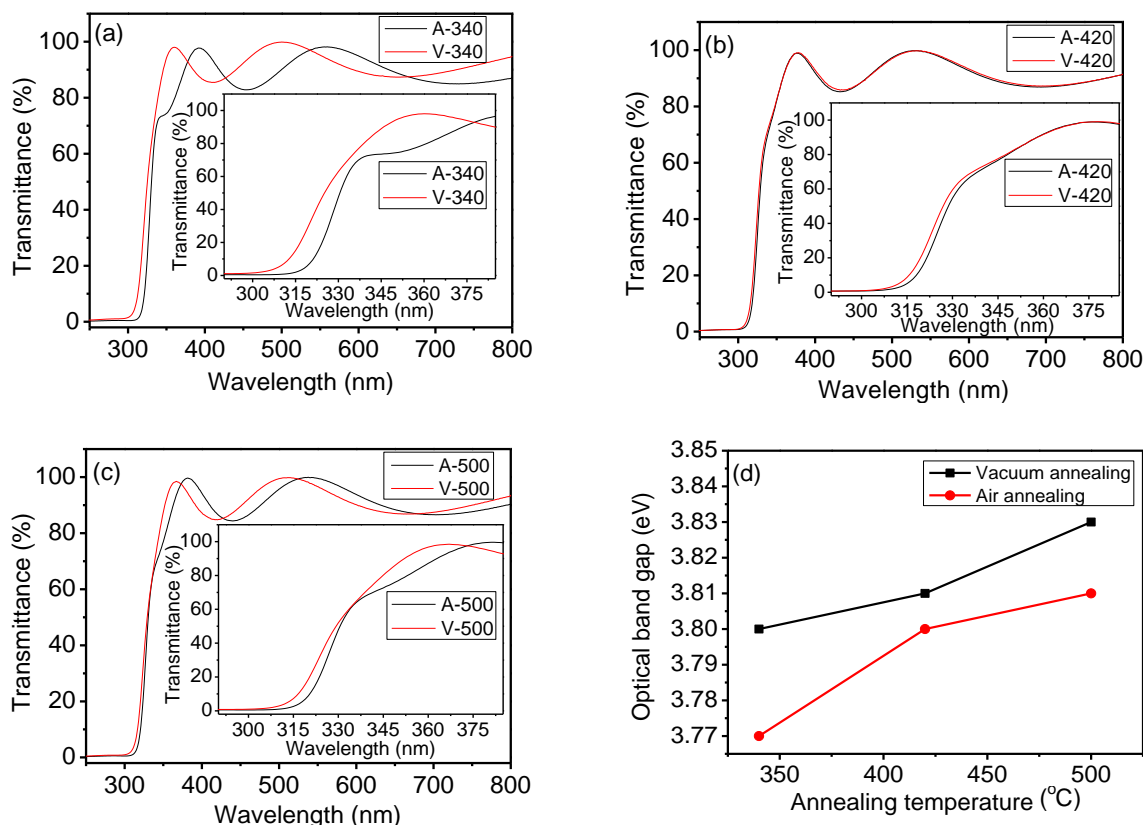 (a)
A-340
V-340
Transmittance (%)
100
80
60
40
20
0
300 400 500 600 700 800
Wavelength (nm)
Transmittance (%)
100
80
60
40
20
0
A-340
V-340
300 315 330 345 360 375
Wavelength (nm)
(b)
A-420
V-420
Transmittance (%)
100
80
60
40
20
0
300 400 500 600 700 800
Wavelength (nm)
Transmittance (%)
100
80
60
40
20
0
A-420
V-420
300 315 330 345 360 375
Wavelength (nm)
(c)
A-500
V-500
Transmittance (%)
100
80
60
40
20
0
300 400 500 600 700 800
Wavelength (nm)
Transmittance (%)
100
80
60
40
20
0
A-500
V-500
300 315 330 345 360 375
Wavelength (nm)
(d)
Vacuum annealing
Air annealing
Optical band gap (eV)
3.85
3.84
3.83
3.82
3.81
3.80
3.79
3.78
3.77
350 400 450 500
Annealing temperature (°C)